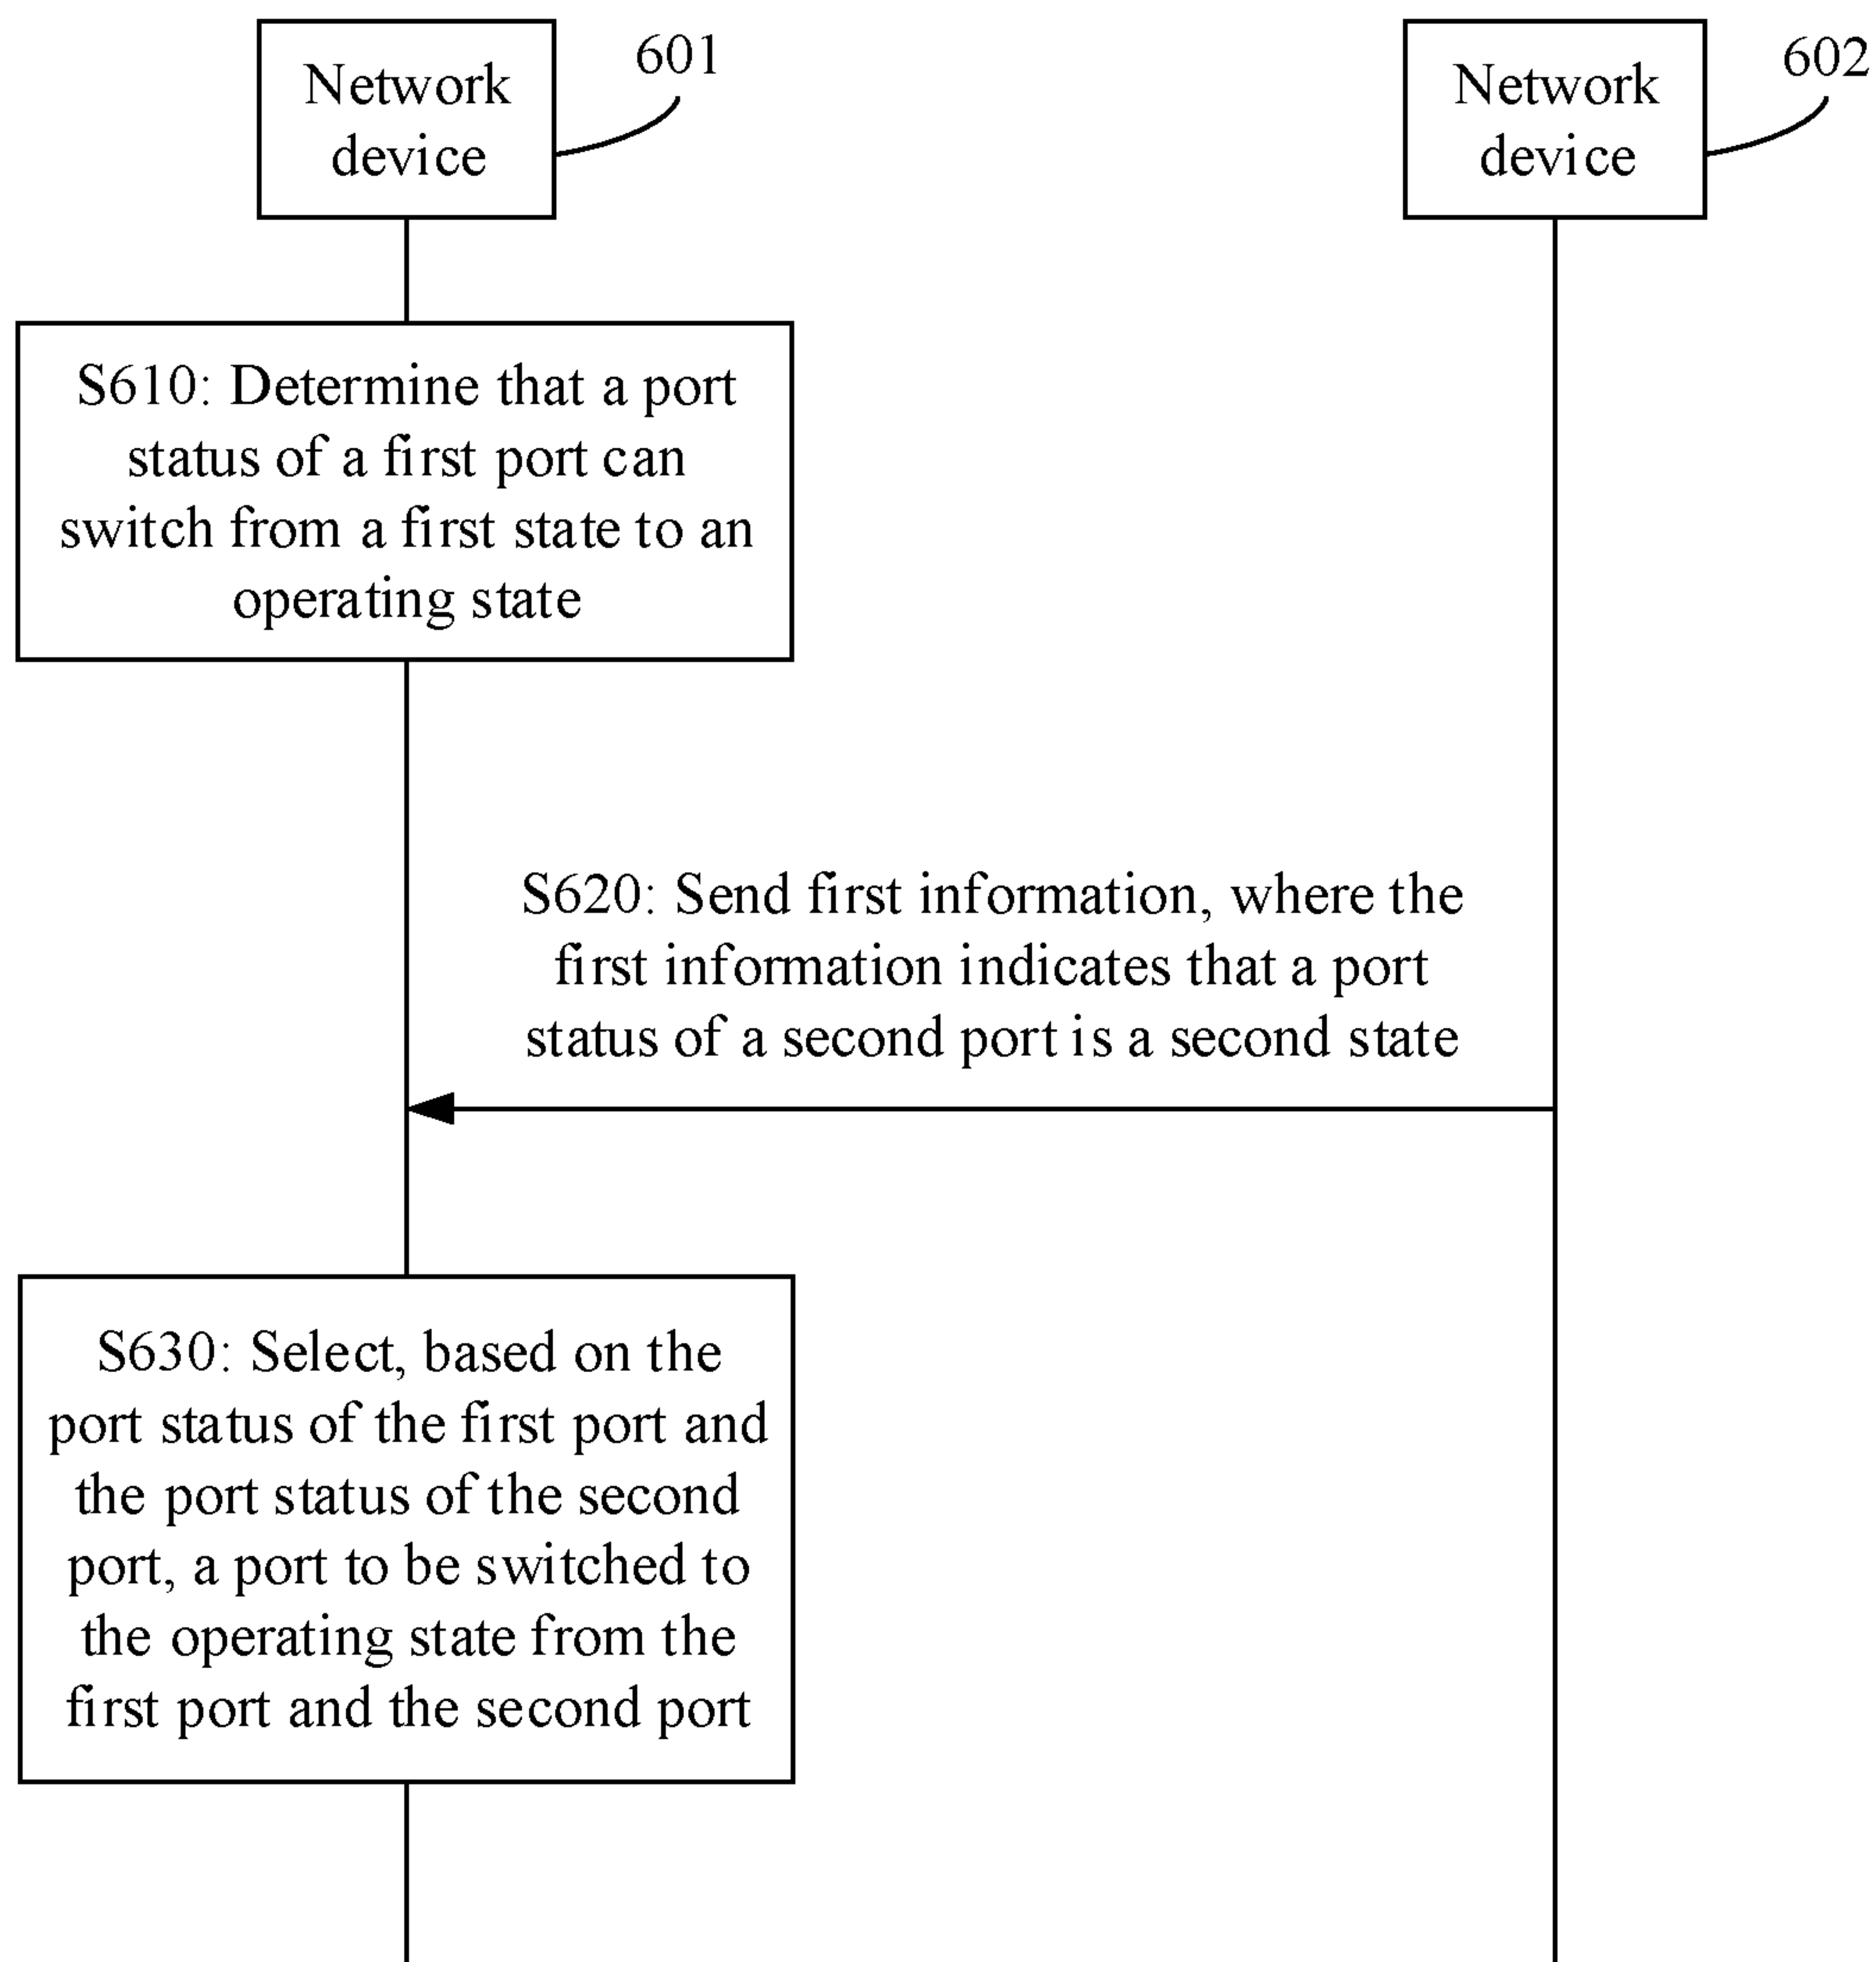 Network
device
601
Network
device
602
S610: Determine that a port
status of a first port can
switch from a first state to an
operating state
S620: Send first information, where the
first information indicates that a port
status of a second port is a second state
S630: Select, based on the
port status of the first port and
the port status of the second
port, a port to be switched to
the operating state from the
first port and the second port